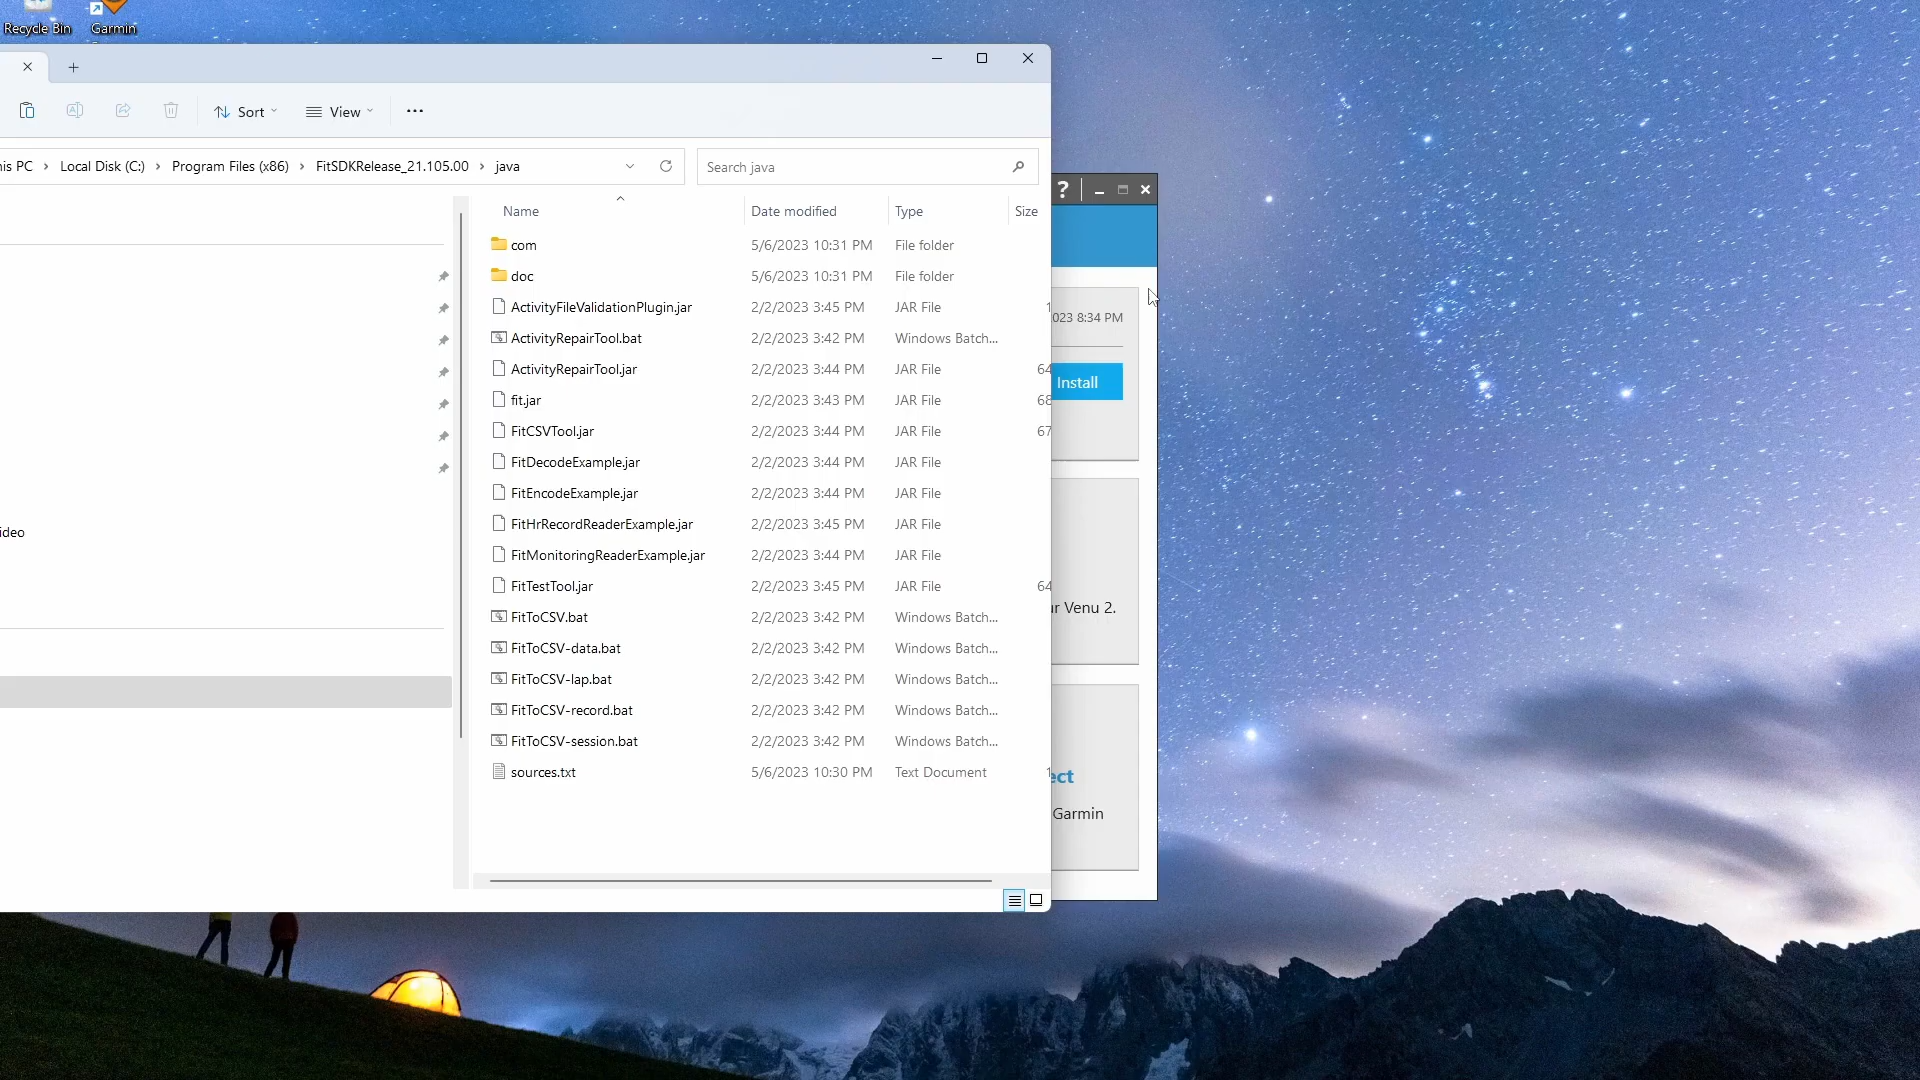 Recycle Bin
Garmin
Sort
View
his PC > Local Disk (C:) > Program Files (x86) > FitSDKRelease_21.105.00 > java
Search java
Name Date modified Type Size
com 5/6/2023 10:31 PM File folder
doc 5/6/2023 10:31 PM File folder
ActivityFileValidationPlugin.jar 2/2/2023 3:45 PM JAR File 1
ActivityRepairTool.bat 2/2/2023 3:42 PM Windows Batch...
ActivityRepairTool.jar 2/2/2023 3:44 PM JAR File 64
fit.jar 2/2/2023 3:43 PM JAR File 68
FitCSVTool.jar 2/2/2023 3:44 PM JAR File 67
FitDecodeExample.jar 2/2/2023 3:44 PM JAR File
FitEncodeExample.jar 2/2/2023 3:44 PM JAR File
FitHrRecordReaderExample.jar 2/2/2023 3:45 PM JAR File
FitMonitoringReaderExample.jar 2/2/2023 3:44 PM JAR File
FitTestTool.jar 2/2/2023 3:45 PM JAR File 64
FitToCSV.bat 2/2/2023 3:42 PM Windows Batch...
FitToCSV-data.bat 2/2/2023 3:42 PM Windows Batch...
FitToCSV-lap.bat 2/2/2023 3:42 PM Windows Batch...
FitToCSV-record.bat 2/2/2023 3:42 PM Windows Batch...
FitToCSV-session.bat 2/2/2023 3:42 PM Windows Batch...
sources.txt 5/6/2023 10:30 PM Text Document 1
ideo
?
023 8:34 PM
Install
ur Venu 2.
ect
Garmin